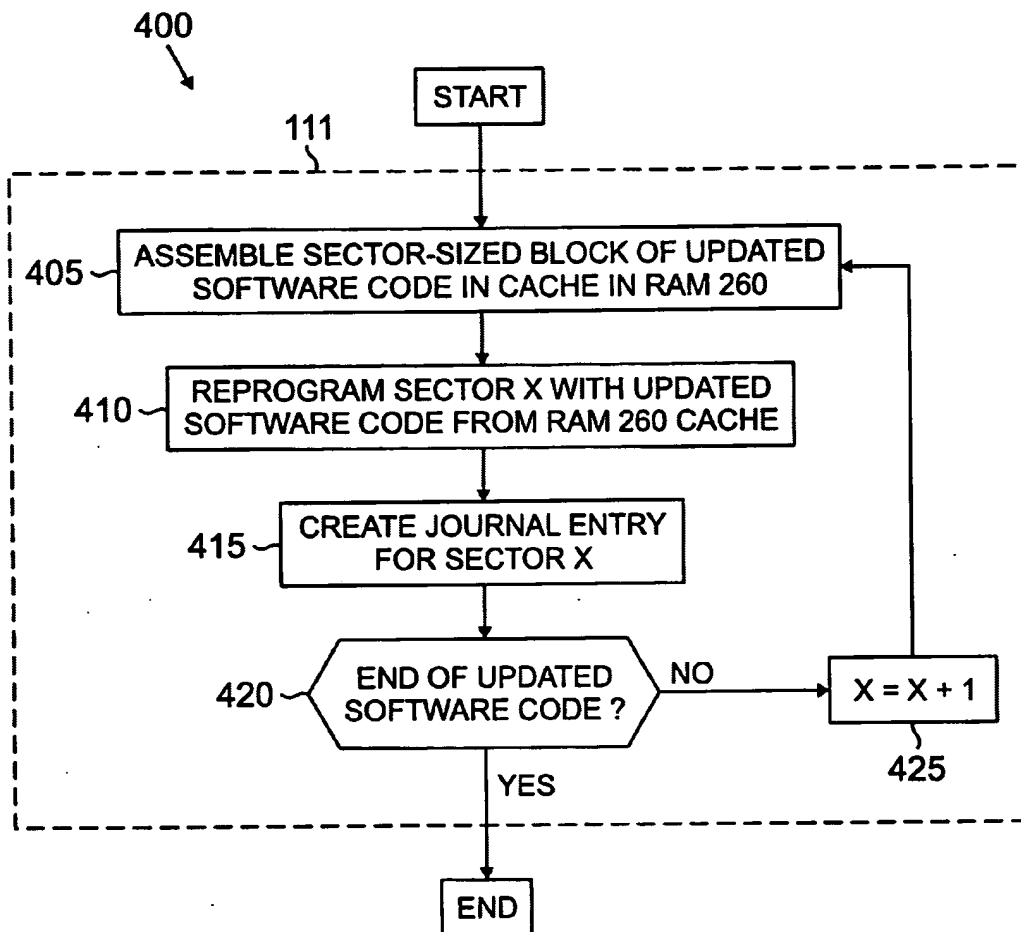 400
START
111
405
ASSEMBLE SECTOR-SIZED BLOCK OF UPDATED
SOFTWARE CODE IN CACHE IN RAM 260
410
REPROGRAM SECTOR X WITH UPDATED
SOFTWARE CODE FROM RAM 260 CACHE
415
CREATE JOURNAL ENTRY
FOR SECTOR X
420
END OF UPDATED
SOFTWARE CODE ?
NO
X = X + 1
425
YES
END